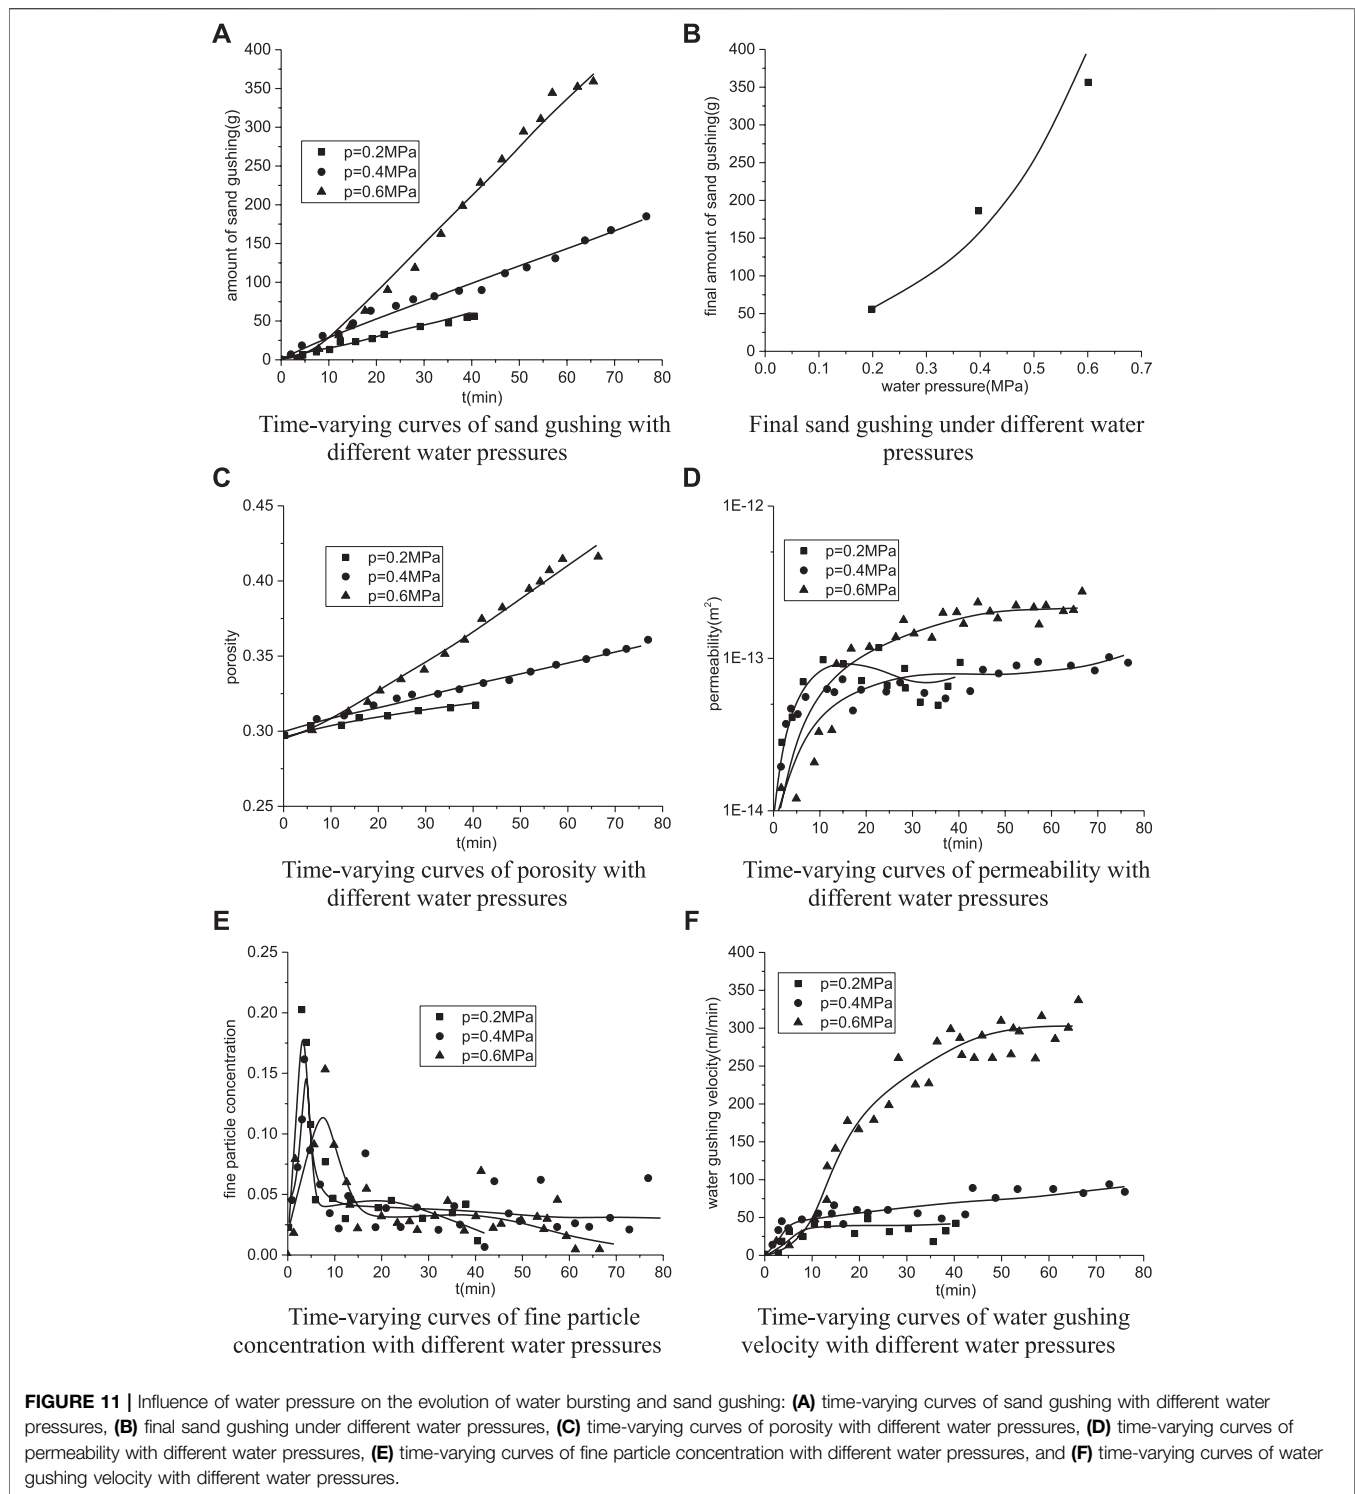 A
400
350
300
250
200
150
100
50
0
amount of sand gushing(g)
p=0.2MPa
p=0.4MPa
p=0.6MPa
0 10 20 30 40 50 60 70 80
t(min)
Time-varying curves of sand gushing with
different water pressures
B
400
350
300
250
200
150
100
50
0
final amount of sand gushing(g)
0.0 0.1 0.2 0.3 0.4 0.5 0.6 0.7
water pressure(MPa)
Final sand gushing under different water
pressures
C
0.45
0.40
0.35
0.30
0.25
porosity
p=0.2MPa
p=0.4MPa
p=0.6MPa
0 10 20 30 40 50 60 70 80
t(min)
Time-varying curves of porosity with
different water pressures
D
1E-12
1E-13
1E-14
permeability(m²)
p=0.2MPa
p=0.4MPa
p=0.6MPa
0 10 20 30 40 50 60 70 80
t(min)
Time-varying curves of permeability with
different water pressures
E
0.25
0.20
0.15
0.10
0.05
0.00
fine particle concentration
p=0.2MPa
p=0.4MPa
p=0.6MPa
0 10 20 30 40 50 60 70 80
t(min)
Time-varying curves of fine particle
concentration with different water pressures
F
400
350
300
250
200
150
100
50
0
water gushing velocity(ml/min)
p=0.2MPa
p=0.4MPa
p=0.6MPa
0 10 20 30 40 50 60 70 80
t(min)
Time-varying curves of water gushing
velocity with different water pressures
FIGURE 11 | Influence of water pressure on the evolution of water bursting and sand gushing: (A) time-varying curves of sand gushing with different water
pressures, (B) final sand gushing under different water pressures, (C) time-varying curves of porosity with different water pressures, (D) time-varying curves of
permeability with different water pressures, (E) time-varying curves of fine particle concentration with different water pressures, and (F) time-varying curves of water
gushing velocity with different water pressures.